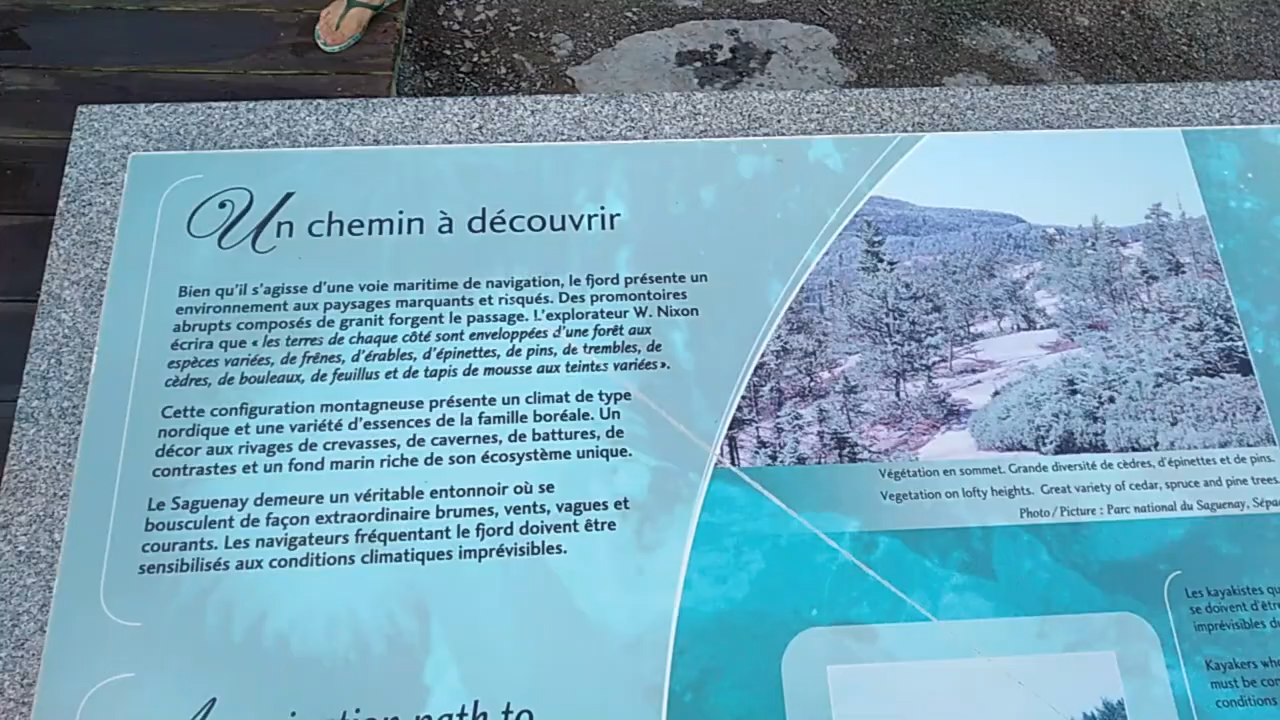 Un chemin à découvrir
Bien qu'il s'agisse d'une voie maritime de navigation, le fjord présente un
environnement aux paysages marquants et risqués. Des promontoires
abrupts composés de granit forgent le passage. L'explorateur W. Nixon
écrira que « les terres de chaque côté sont enveloppées d'une forêt aux
espèces variées, de frênes, d'érables, d'épinettes, de pins, de trembles, de
cèdres, de bouleaux, de feuillus et de tapis de mousse aux teintes variées ».
Cette configuration montagneuse présente un climat de type
nordique et une variété d'essences de la famille boréale. Un
décor aux rivages de crevasses, de cavernes, de battures, de
contrastes et un fond marin riche de son écosystème unique.
Le Saguenay demeure un véritable entonnoir où se
bousculent de façon extraordinaire brumes, vents, vagues et
courants. Les navigateurs fréquentant le fjord doivent être
sensibilisés aux conditions climatiques imprévisibles.
Végétation en sommet. Grande diversité de cèdres, d'épinettes et de pins.
Vegetation on lofty heights. Great variety of cedar, spruce and pine trees.
Photo / Picture : Parc national du Saguenay, Sépa
Les kayakistes qu
se doivent d'êtr
imprévisibles d
Kayakers who
must be con
conditions
path to